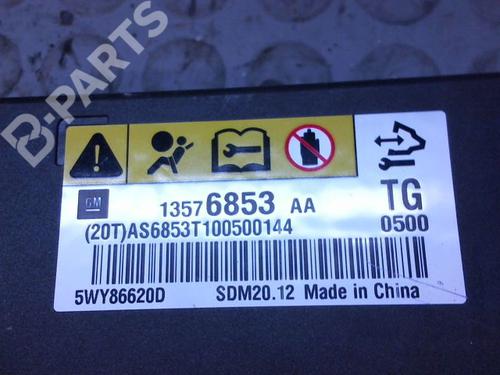 B-PARTS
GM
13576853 AA
TG
(20T)AS6853T100500144
0500
5WY86620D
SDM20.12 Made in China